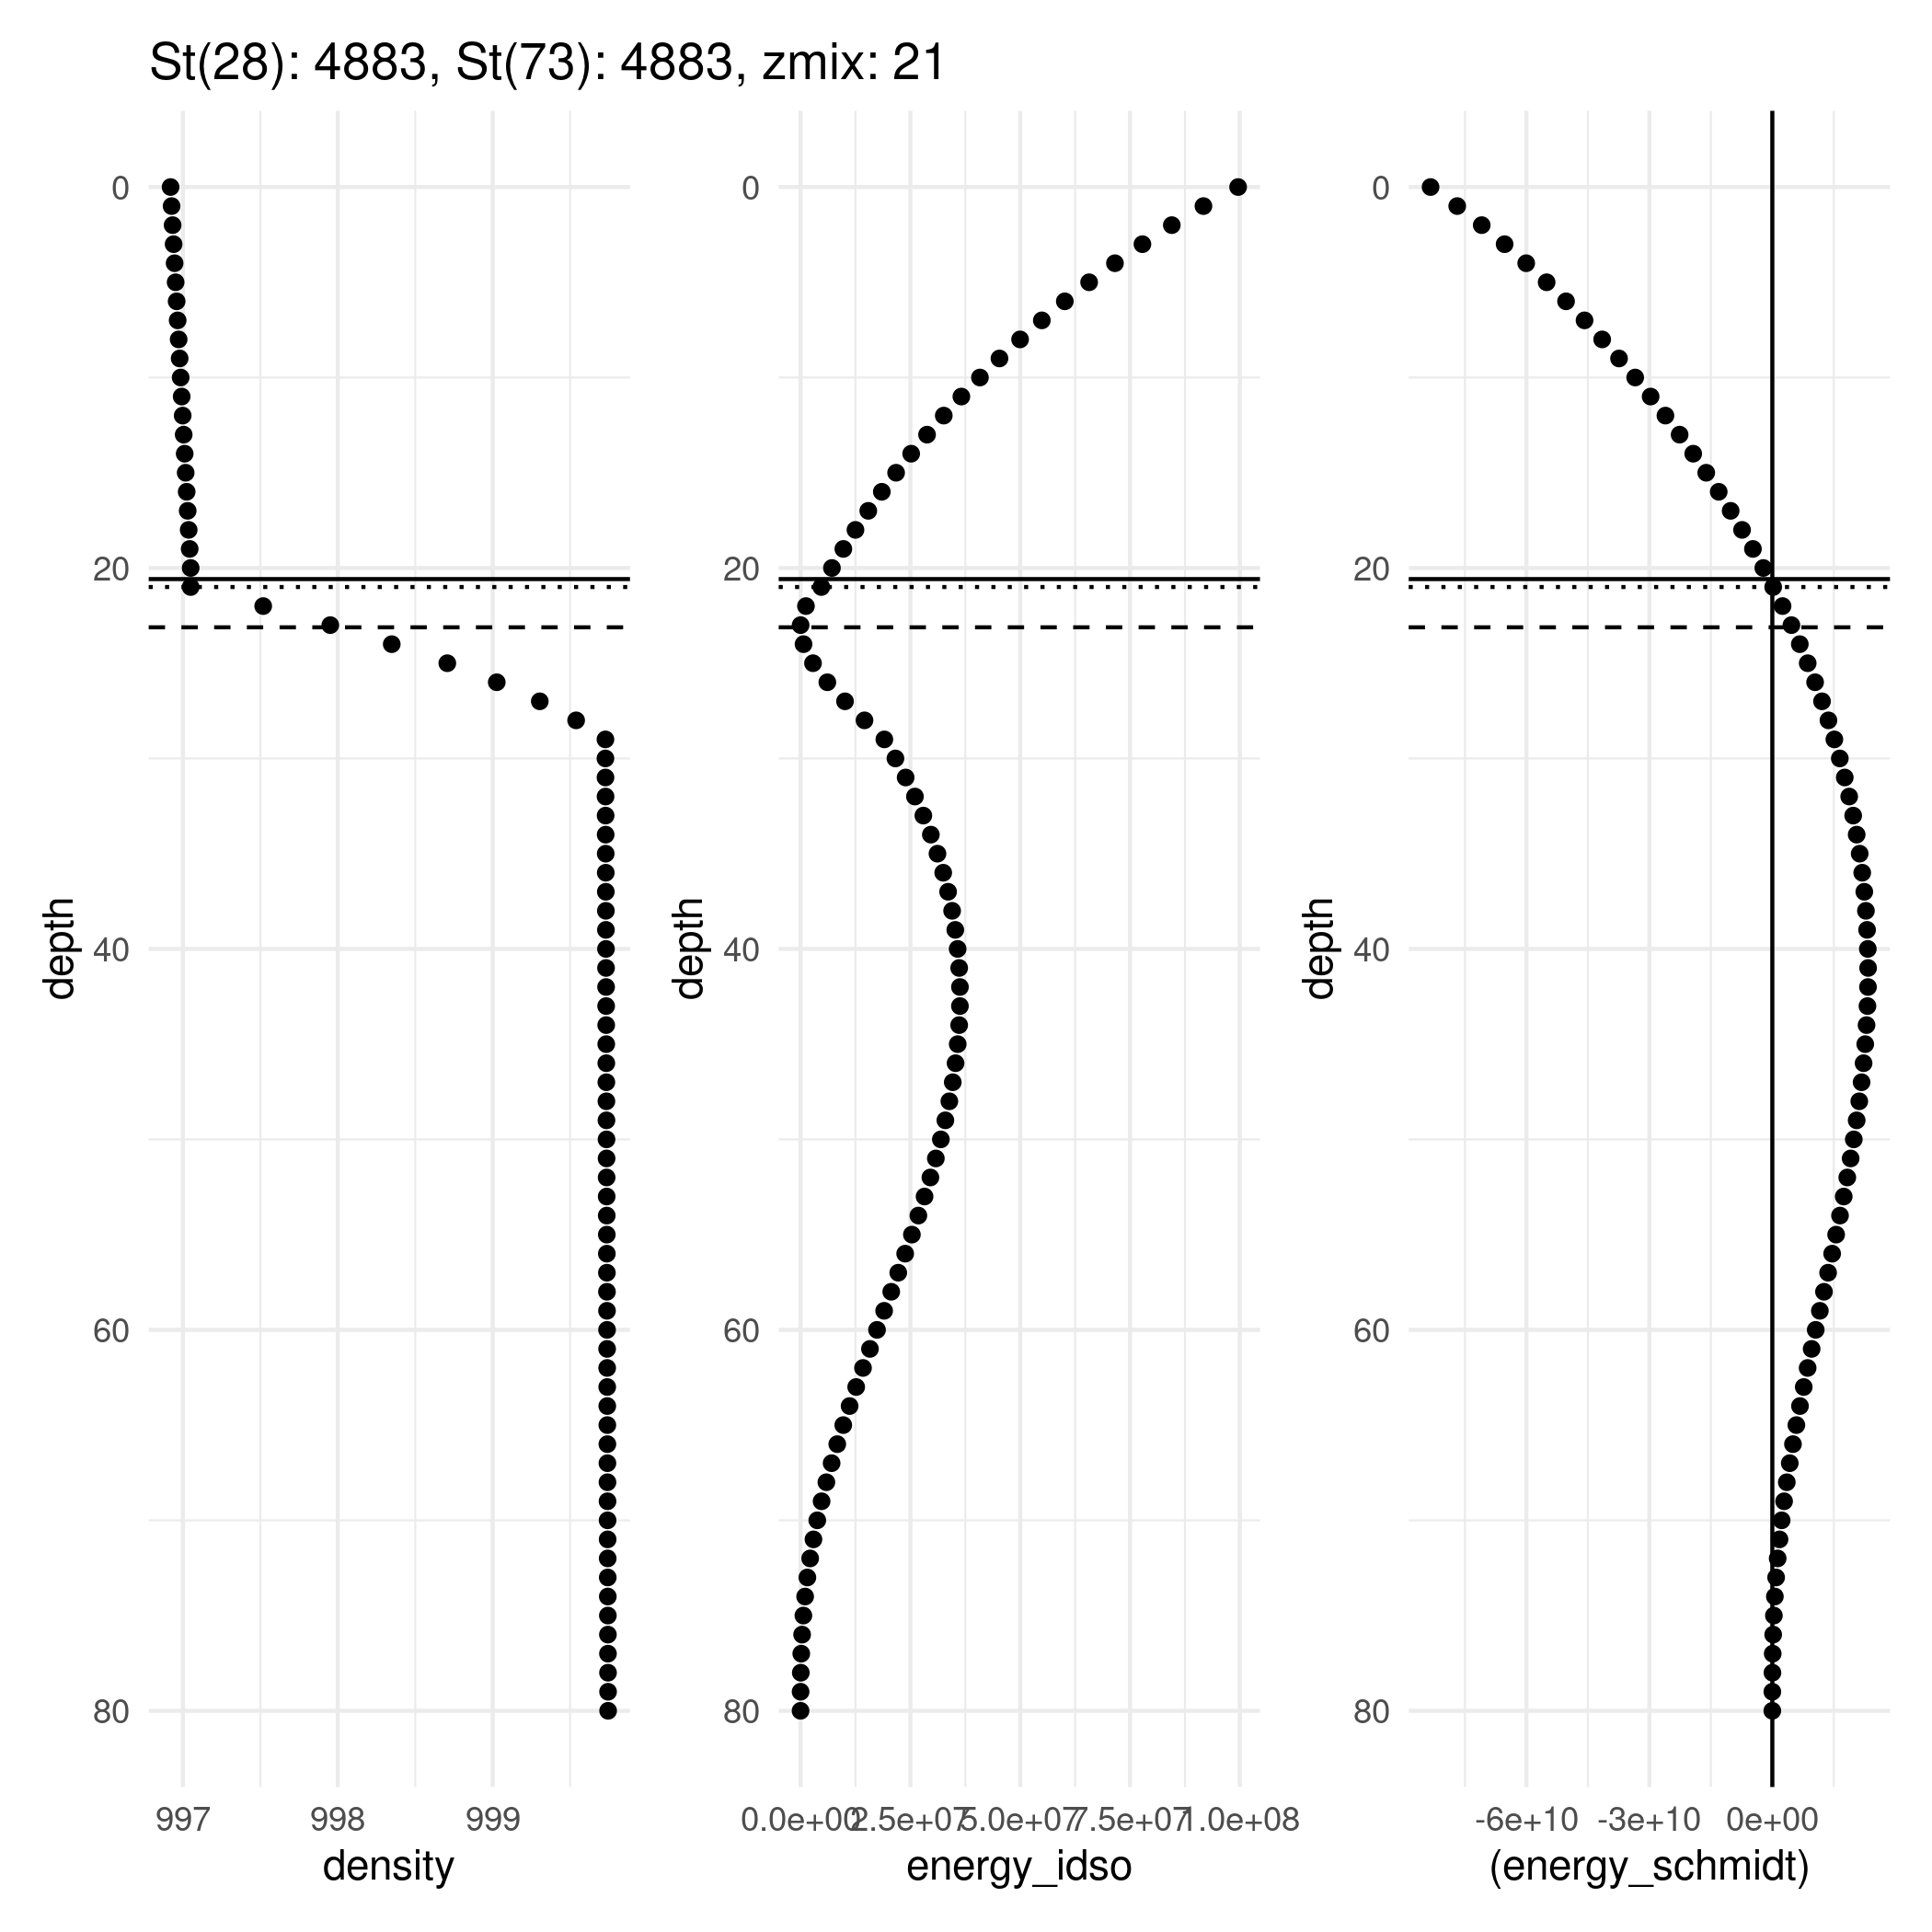 St(28): 4883, St(73): 4883, zmix: 21
depth
0
20
40
60
80
997 998 999
density
depth
0
20
40
60
80
0.0e+00 2.5e+07 5.0e+07 7.5e+07 1.0e+08
energy_idso
depth
0
20
40
60
80
-6e+10 -3e+10 0e+00
(energy_schmidt)